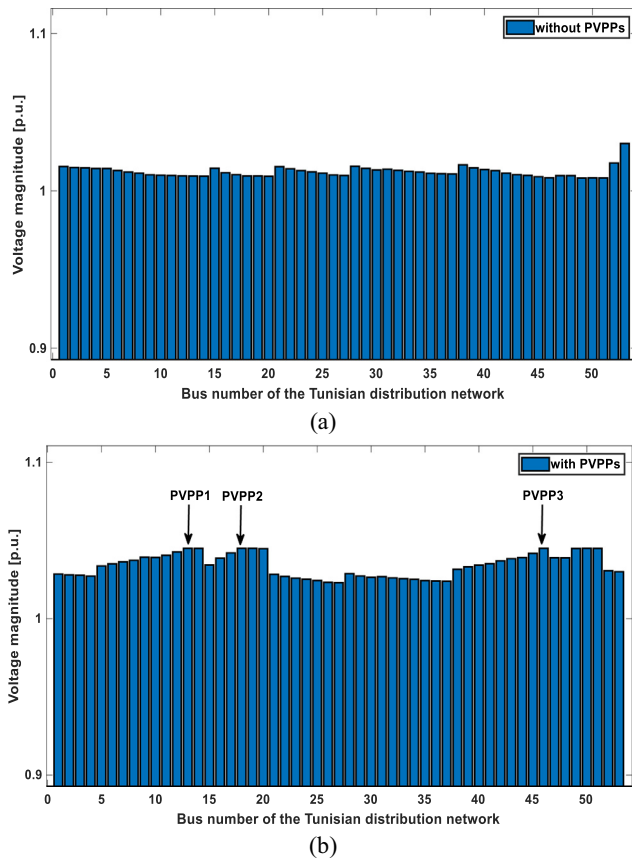 1.1
without PVPPs
1
0.9
Voltage magnitude [p.u.]
0 5 10 15 20 25 30 35 40 45 50
Bus number of the Tunisian distribution network
(a)
1.1
with PVPPs
PVPP1 PVPP2 PVPP3
1
0.9
Voltage magnitude [p.u.]
0 5 10 15 20 25 30 35 40 45 50
Bus number of the Tunisian distribution network
(b)